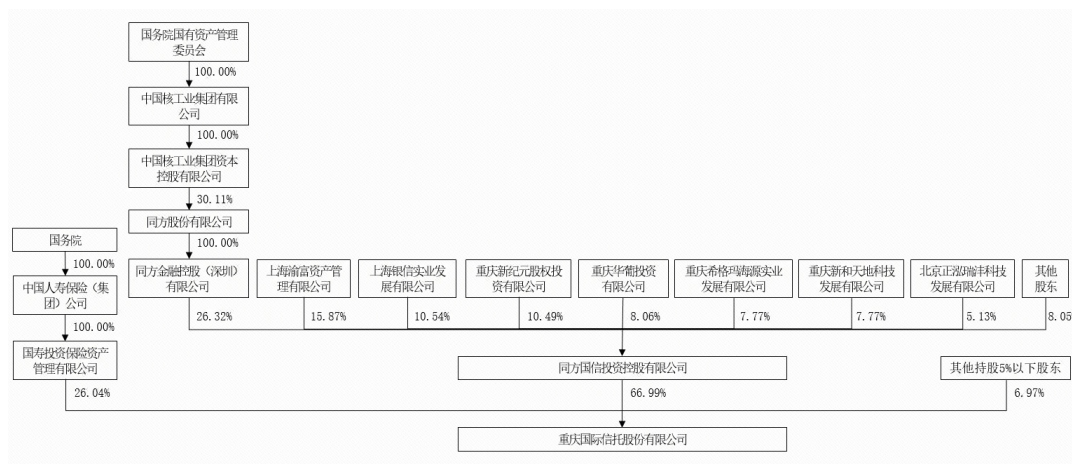 国务院国有资产管理
委员会
100.00%
中国核工业集团有限
公司
100.00%
中国核工业集团资本
控股有限公司
30.11%
同方股份有限公司
100.00%
国务院
100.00%
中国人寿保险（集
团）公司
100.00%
国寿投资保险资产
管理有限公司
26.04%
同方金融控股（深圳）
有限公司
26.32%
上海渝富资产管
理有限公司
15.87%
上海银信实业发
展有限公司
10.54%
重庆新纪元股权投
资有限公司
10.49%
重庆华葡投资
有限公司
8.06%
重庆希格玛海源实业
发展有限公司
7.77%
重庆新和天地科技
发展有限公司
7.77%
北京正泓瑞沣科技
发展有限公司
5.13%
其他
股东
8.05
同方国信投资控股有限公司
66.99%
其他持股5%以下股东
6.97%
重庆国际信托股份有限公司